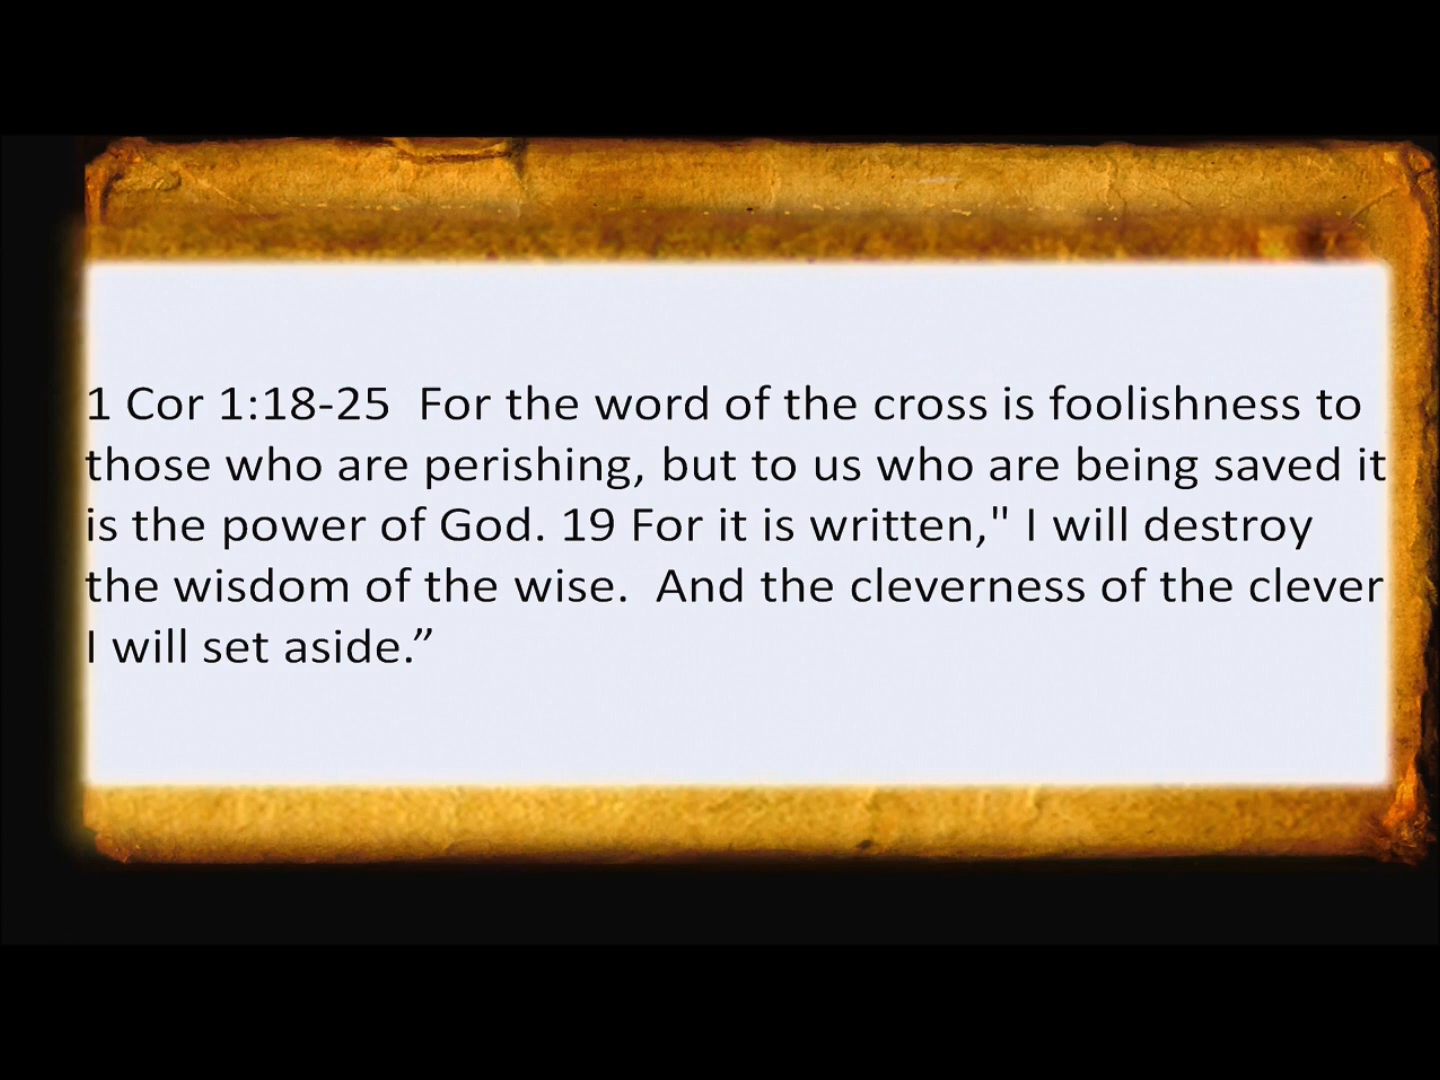 1 Cor 1:18-25  For the word of the cross is foolishness to
those who are perishing, but to us who are being saved it
is the power of God. 19 For it is written," I will destroy
the wisdom of the wise.  And the cleverness of the clever
I will set aside.”